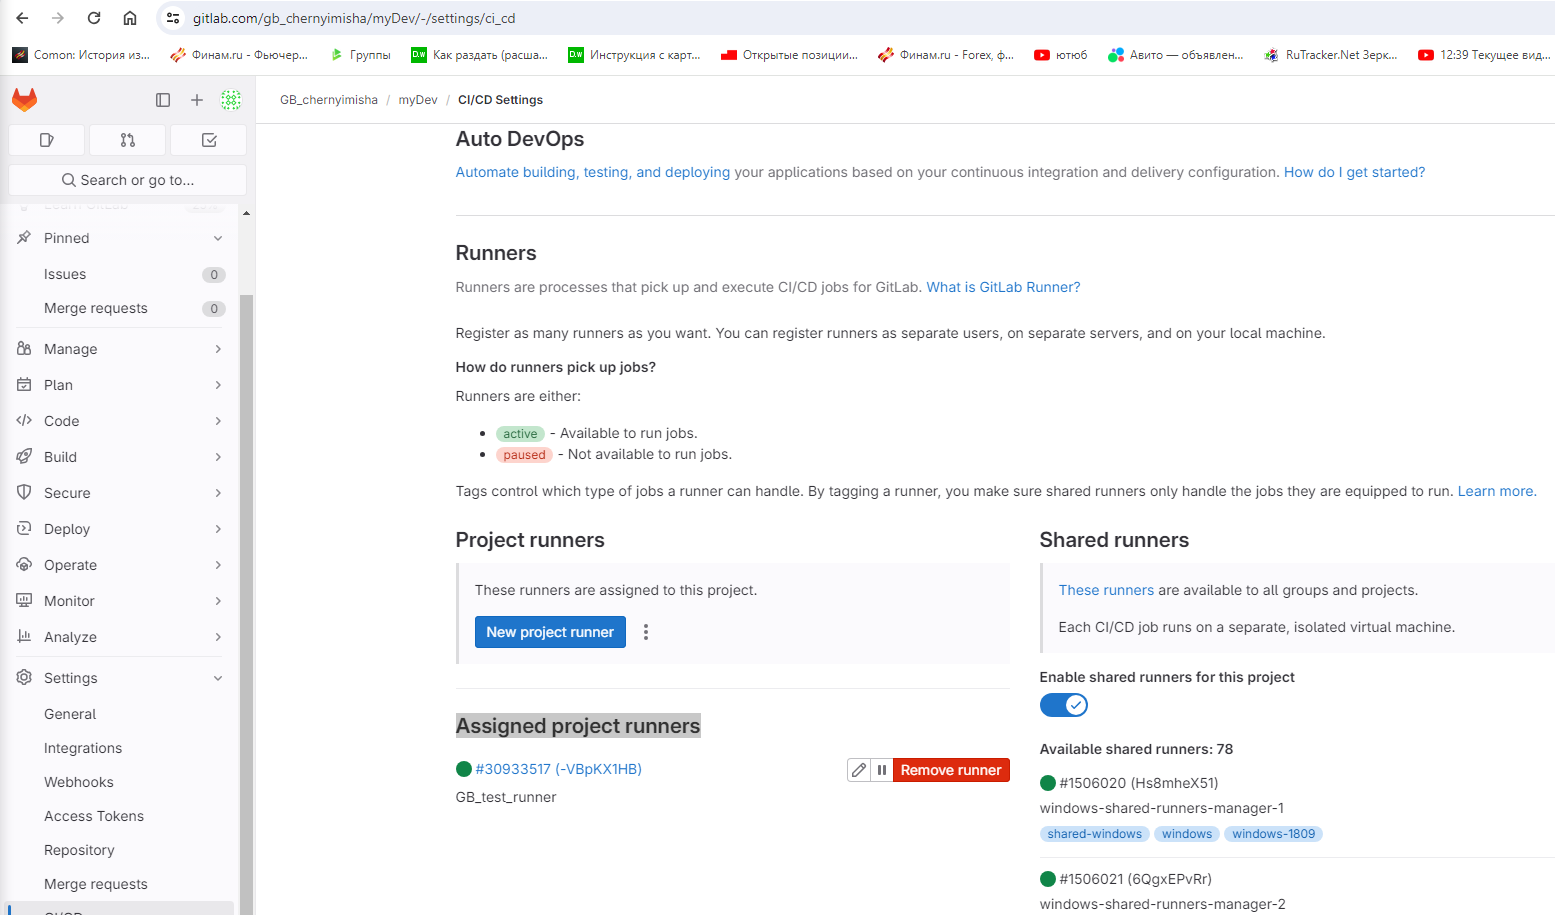 gitlab.com/gb_chernyimisha/myDev/-/settings/ci_cd
Comon: История из...
Финам.ru - Фьючер...
Группы
Как раздать (расша...
Инструкция с карт...
Открытые позиции...
Финам.ru - Forex, ф...
ютюб
Авито — объявлен...
RuTracker.Net Зерк...
12:39 Текущее вид...
GB_chernyimisha / myDev / CI/CD Settings
Search or go to...
Learn GitLab
Pinned
Issues 0
Merge requests 0
Manage
Plan
Code
Build
Secure
Deploy
Operate
Monitor
Analyze
Settings
General
Integrations
Webhooks
Access Tokens
Repository
Merge requests
CI/CD
Auto DevOps
Automate building, testing, and deploying your applications based on your continuous integration and delivery configuration. How do I get started?
Runners
Runners are processes that pick up and execute CI/CD jobs for GitLab. What is GitLab Runner?
Register as many runners as you want. You can register runners as separate users, on separate servers, and on your local machine.
How do runners pick up jobs?
Runners are either:
active - Available to run jobs.
paused - Not available to run jobs.
Tags control which type of jobs a runner can handle. By tagging a runner, you make sure shared runners only handle the jobs they are equipped to run. Learn more.
Project runners
These runners are assigned to this project.
New project runner
Assigned project runners
#30933517 (-VBpKX1HB)
Remove runner
GB_test_runner
Shared runners
These runners are available to all groups and projects.
Each CI/CD job runs on a separate, isolated virtual machine.
Enable shared runners for this project
Available shared runners: 78
#1506020 (Hs8mheX51)
windows-shared-runners-manager-1
shared-windows windows windows-1809
#1506021 (6QgxEPvRr)
windows-shared-runners-manager-2